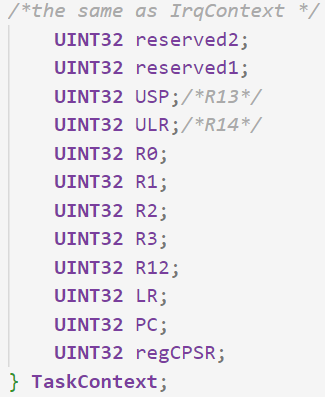 /*the same as IrqContext */
UINT32 reserved2;
UINT32 reserved1;
UINT32 USP;/*R13*/
UINT32 ULR;/*R14*/
UINT32 R0;
UINT32 R1;
UINT32 R2;
UINT32 R3;
UINT32 R12;
UINT32 LR;
UINT32 PC;
UINT32 regCPSR;
} TaskContext;